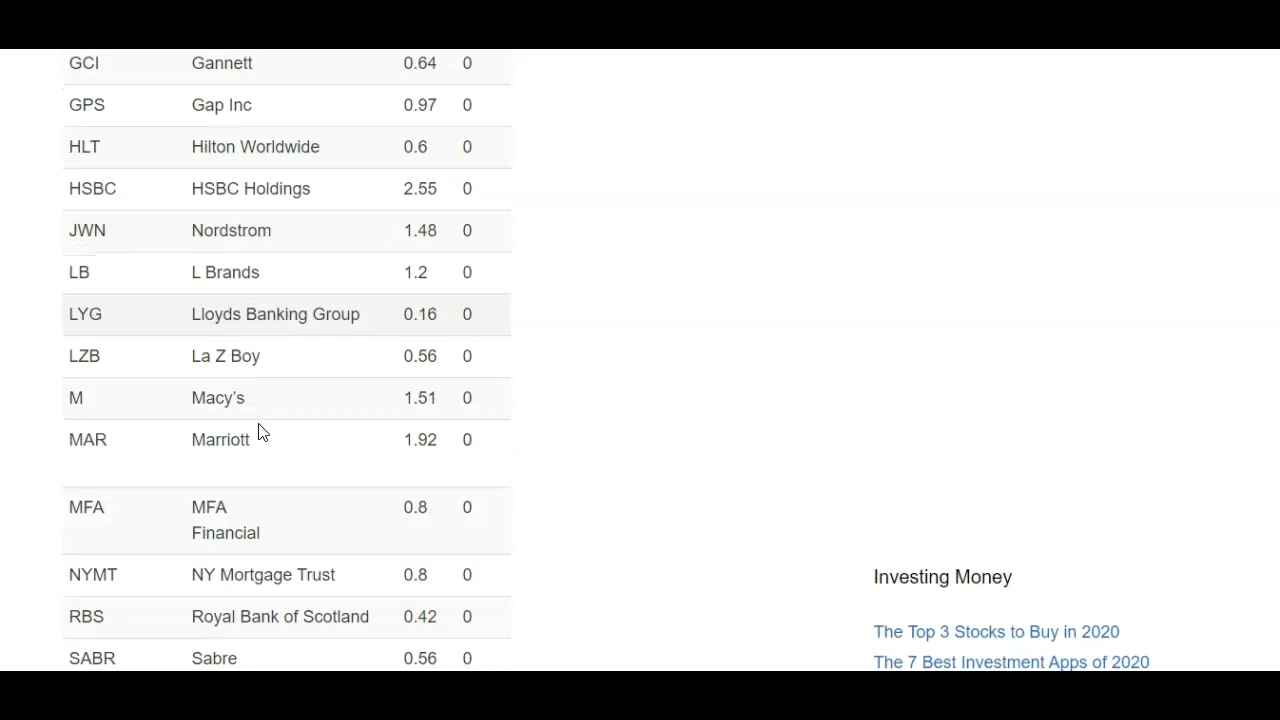 GCI Gannett 0.64 0
GPS Gap Inc 0.97 0
HLT Hilton Worldwide 0.6 0
HSBC HSBC Holdings 2.55 0
JWN Nordstrom 1.48 0
LB L Brands 1.2 0
LYG Lloyds Banking Group 0.16 0
LZB La Z Boy 0.56 0
M Macy’s 1.51 0
MAR Marriott 1.92 0
MFA MFA 0.8 0
Financial
NYMT NY Mortgage Trust 0.8 0
RBS Royal Bank of Scotland 0.42 0
SABR Sabre 0.56 0
Investing Money
The Top 3 Stocks to Buy in 2020
The 7 Best Investment Apps of 2020